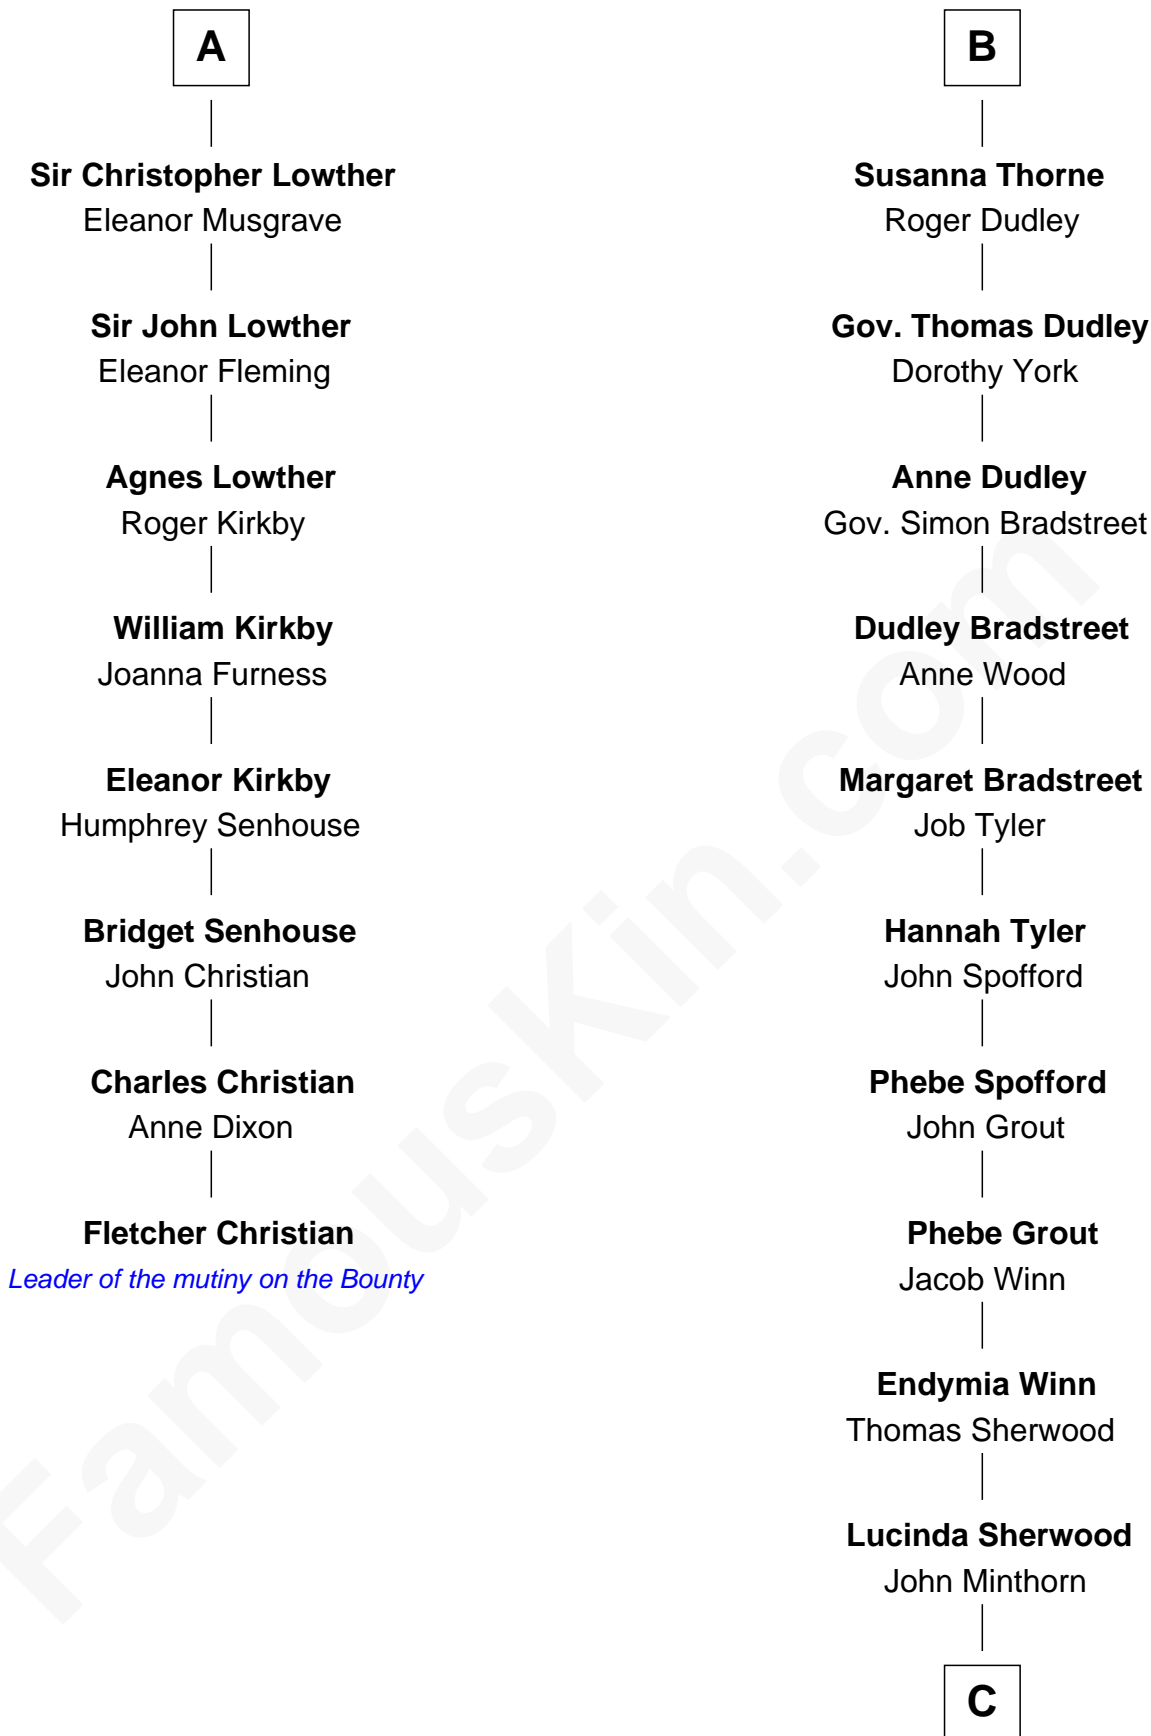 A
Sir Christopher Lowther
Eleanor Musgrave
Sir John Lowther
Eleanor Fleming
Agnes Lowther
Roger Kirkby
William Kirkby
Joanna Furness
Eleanor Kirkby
Humphrey Senhouse
Bridget Senhouse
John Christian
Charles Christian
Anne Dixon
Fletcher Christian
Leader of the mutiny on the Bounty
B
Susanna Thorne
Roger Dudley
Gov. Thomas Dudley
Dorothy York
Anne Dudley
Gov. Simon Bradstreet
Dudley Bradstreet
Anne Wood
Margaret Bradstreet
Job Tyler
Hannah Tyler
John Spofford
Phebe Spofford
John Grout
Phebe Grout
Jacob Winn
Endymia Winn
Thomas Sherwood
Lucinda Sherwood
John Minthorn
C
FamousKin.com